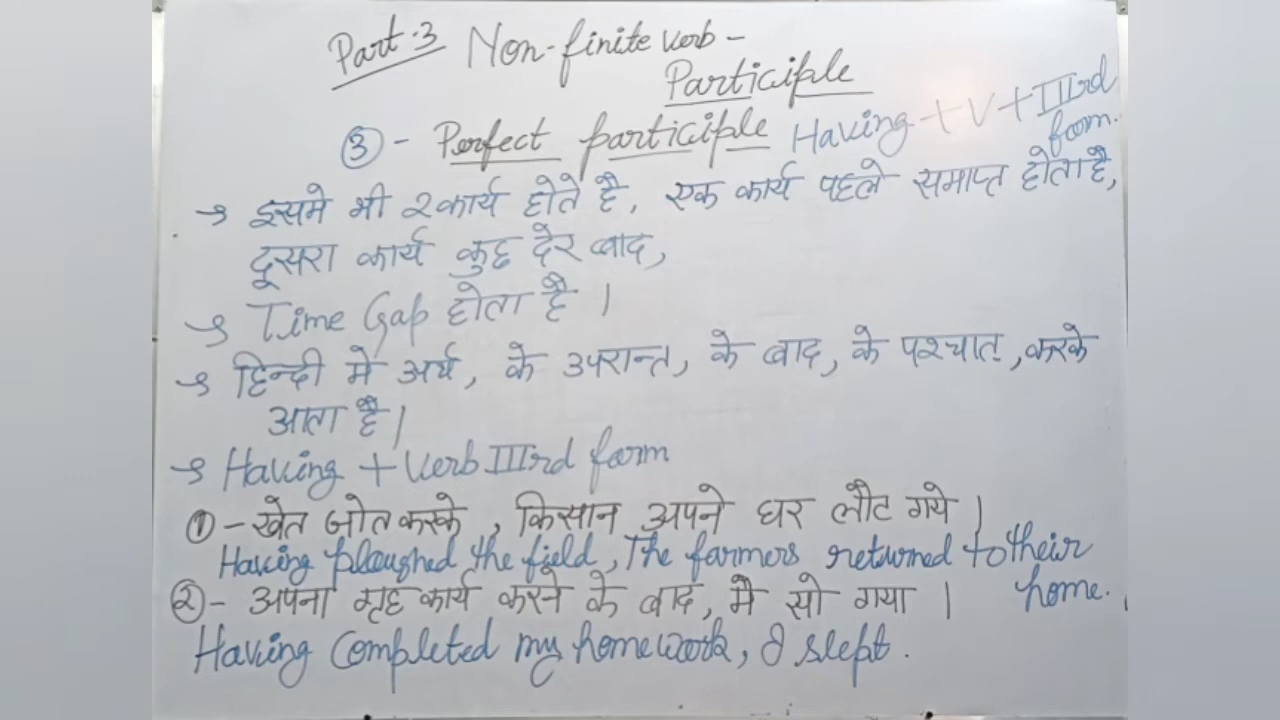 Part.3 Non-finite verb -
Participle
③ - Perfect participle Having + V + IIIrd form.
→ इसमे भी २ कार्य होते है, एक कार्य पहले समाप्त होता है,
दूसरा कार्य कुछ देर बाद,
→ Time Gap होता है ।
→ हिन्दी मे अर्थ, के उपरान्त, के बाद, के पश्चात, करके
आता है।
→ Having + Verb IIIrd form
① - खेत जोत करके, किसान अपने घर लौट गये ।
Having ploughed the field, The farmers returned to their home.
② - अपना गृह कार्य करने के बाद, मै सो गया ।
Having Completed my homework, I slept.